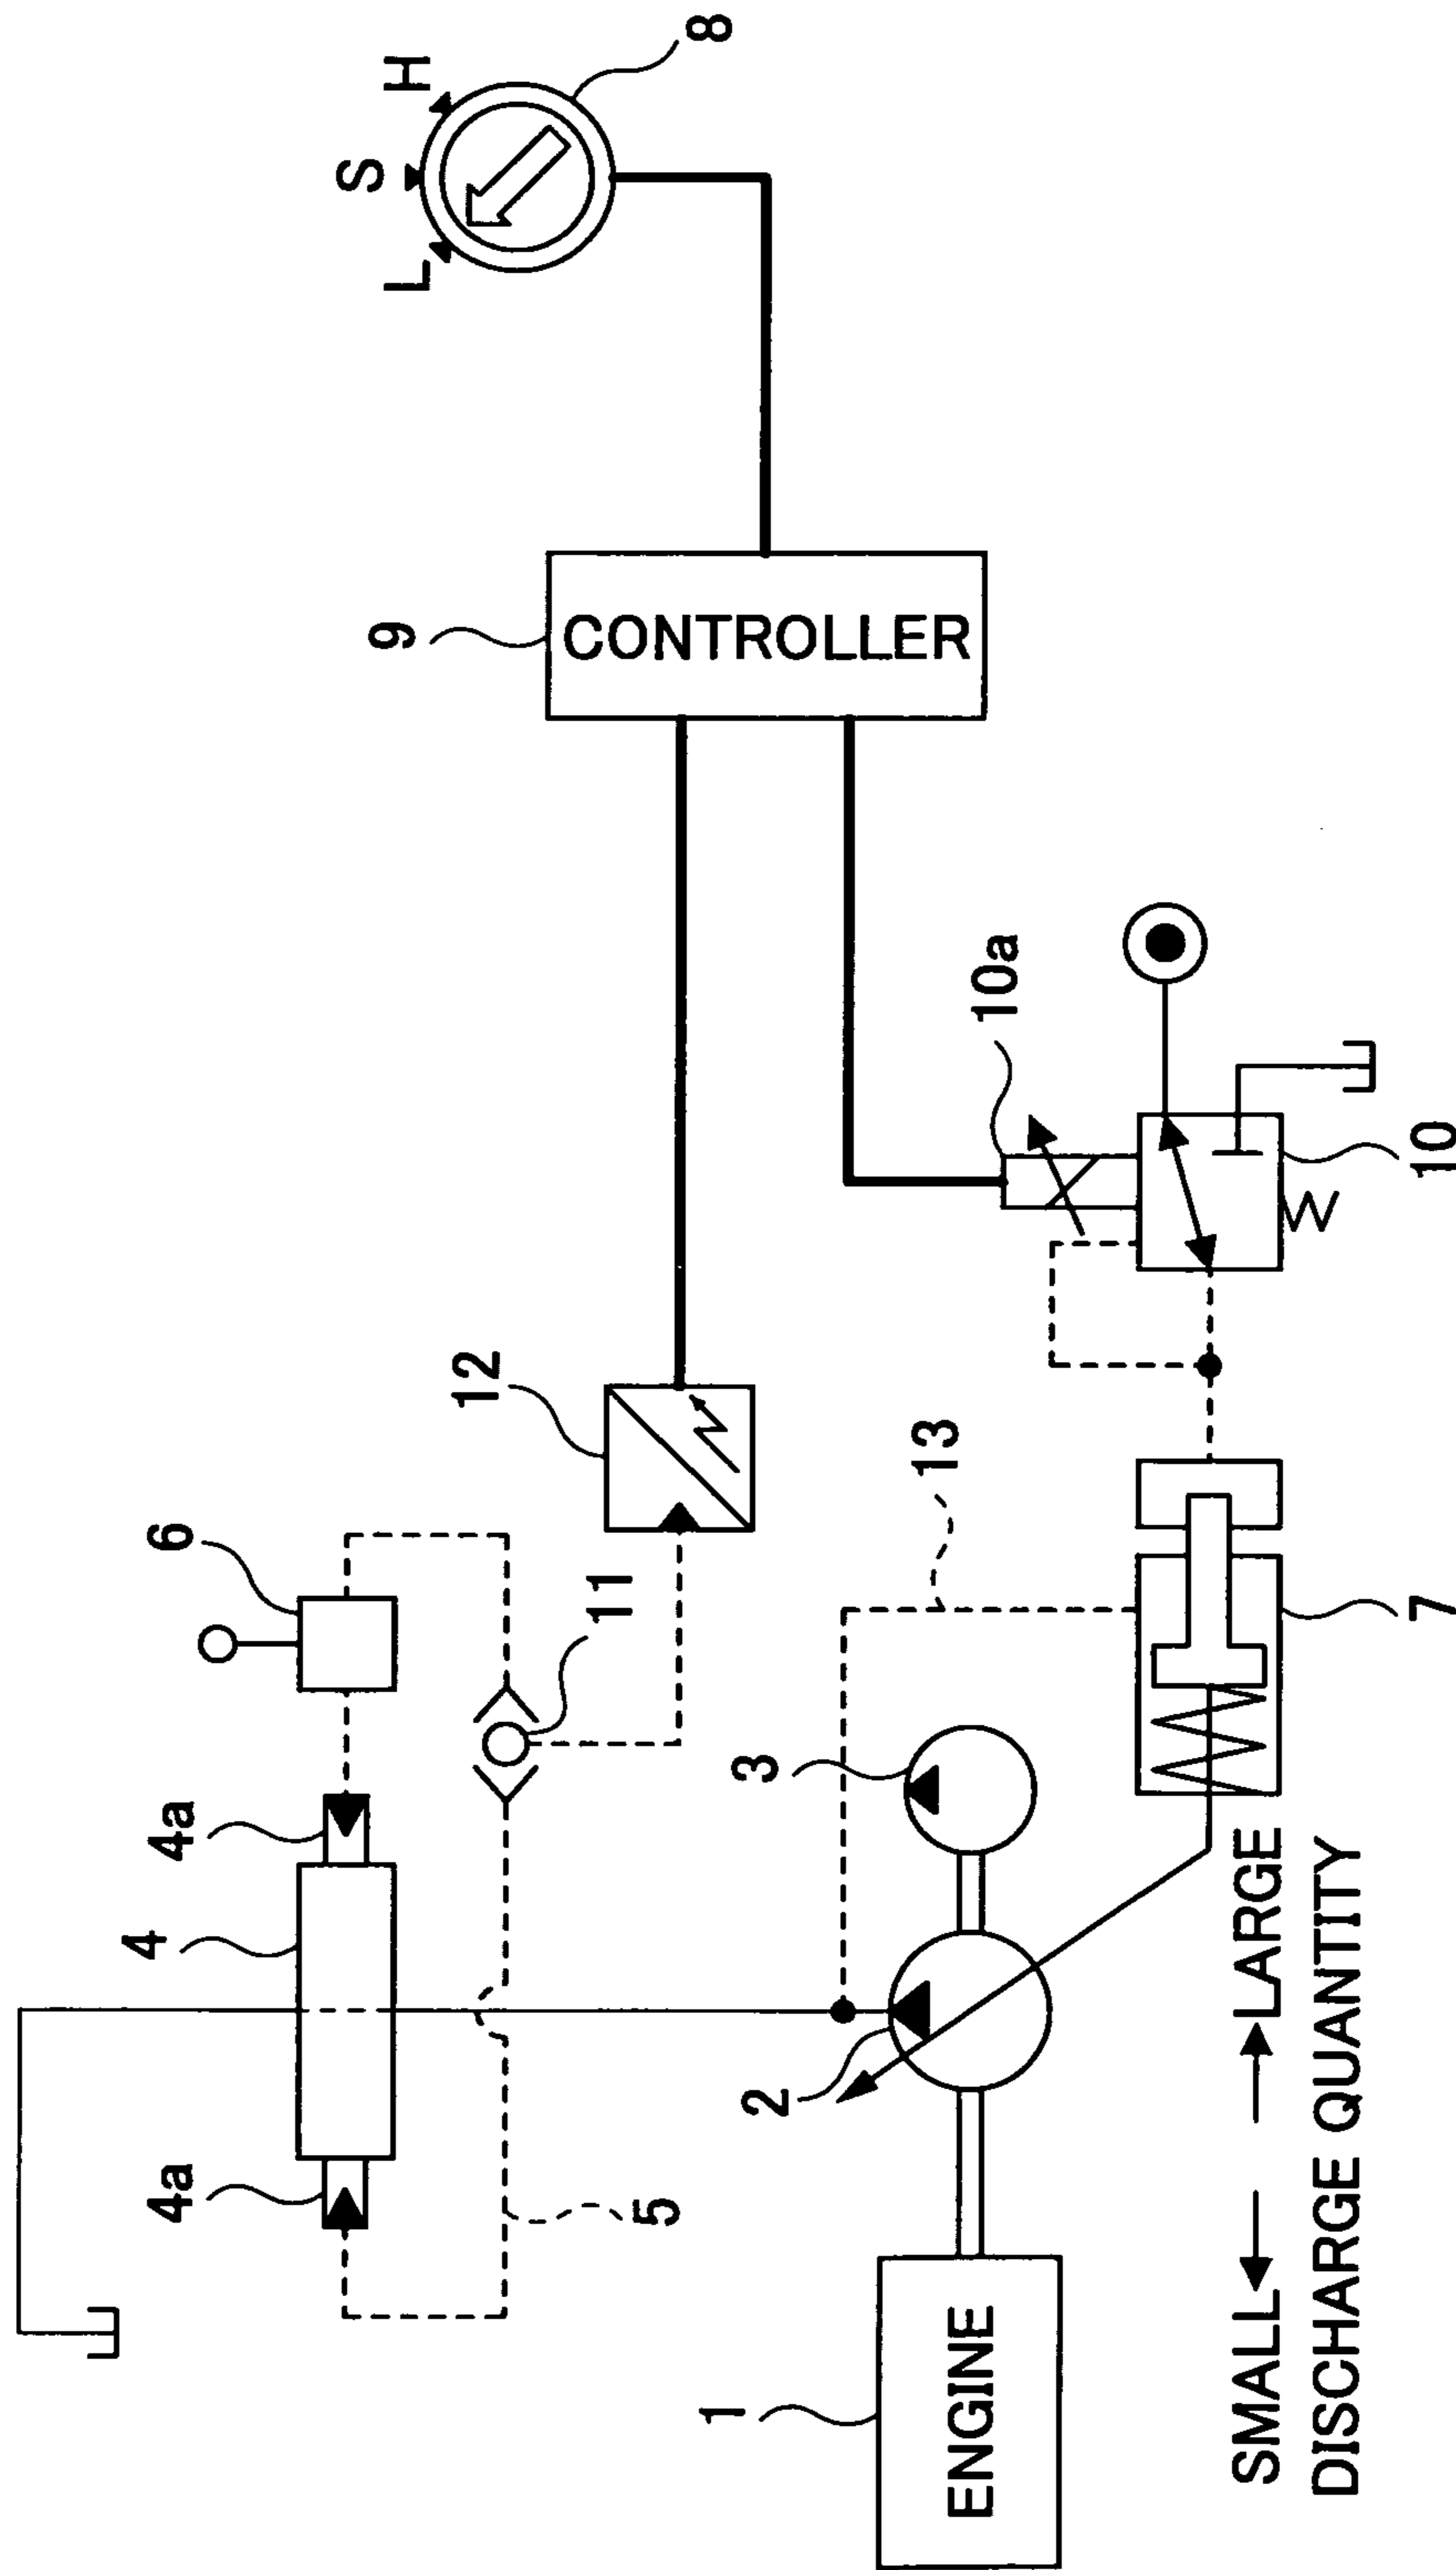 4a
4
4a
6
S
9
L
H
12
11
CONTROLLER
5
8
1
2
3
13
ENGINE
10a
SMALL LARGE
DISCHARGE QUANTITY
7
10